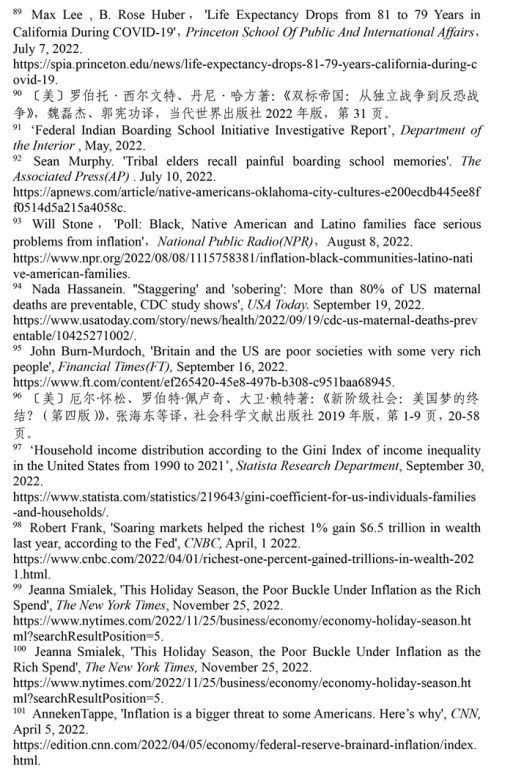 89 Max Lee , B. Rose Huber, 'Life Expectancy Drops from 81 to 79 Years in
California During COVID-19', Princeton School Of Public And International Affairs,
July 7, 2022.
https://spia.princeton.edu/news/life-expectancy-drops-81-79-years-california-during-c
ovid-19.
90 〔美〕罗伯托·西尔文特、丹尼·哈方著:《双标帝国:从独立战争到反恐战
争》,魏磊杰、郭宪功译,当代世界出版社 2022 年版,第 31 页。
91 ‘Federal Indian Boarding School Initiative Investigative Report’, Department of
the Interior , May, 2022.
92 Sean Murphy. 'Tribal elders recall painful boarding school memories'. The
Associated Press(AP) . July 10, 2022.
https://apnews.com/article/native-americans-oklahoma-city-cultures-e200ecdb445ee8f
f0514d5a215a4058c.
93 Will Stone, 'Poll: Black, Native American and Latino families face serious
problems from inflation', National Public Radio(NPR), August 8, 2022.
https://www.npr.org/2022/08/08/1115758381/inflation-black-communities-latino-nati
ve-american-families.
94 Nada Hassanein. "Staggering' and 'sobering': More than 80% of US maternal
deaths are preventable, CDC study shows', USA Today. September 19, 2022.
https://www.usatoday.com/story/news/health/2022/09/19/cdc-us-maternal-deaths-prev
entable/10425271002/.
95 John Burn-Murdoch, 'Britain and the US are poor societies with some very rich
people', Financial Times(FT), September 16, 2022.
https://www.ft.com/content/ef265420-45e8-497b-b308-c951baa68945.
96 〔美〕厄尔·怀松、罗伯特·佩卢奇、大卫·赖特著:《新阶级社会:美国梦的终
结?(第四版)》,张海东等译,社会科学文献出版社 2019 年版,第 1-9 页,20-58
页。
97 ‘Household income distribution according to the Gini Index of income inequality
in the United States from 1990 to 2021’, Statista Research Department, September 30,
2022.
https://www.statista.com/statistics/219643/gini-coefficient-for-us-individuals-families
-and-households/.
98 Robert Frank, 'Soaring markets helped the richest 1% gain $6.5 trillion in wealth
last year, according to the Fed', CNBC, April, 1 2022.
https://www.cnbc.com/2022/04/01/richest-one-percent-gained-trillions-in-wealth-202
1.html.
99 Jeanna Smialek, 'This Holiday Season, the Poor Buckle Under Inflation as the Rich
Spend', The New York Times, November 25, 2022.
https://www.nytimes.com/2022/11/25/business/economy/economy-holiday-season.ht
ml?searchResultPosition=5.
100 Jeanna Smialek, 'This Holiday Season, the Poor Buckle Under Inflation as the
Rich Spend', The New York Times, November 25, 2022.
https://www.nytimes.com/2022/11/25/business/economy/economy-holiday-season.ht
ml?searchResultPosition=5.
101 AnnekenTappe, 'Inflation is a bigger threat to some Americans. Here’s why', CNN,
April 5, 2022.
https://edition.cnn.com/2022/04/05/economy/federal-reserve-brainard-inflation/index.
html.